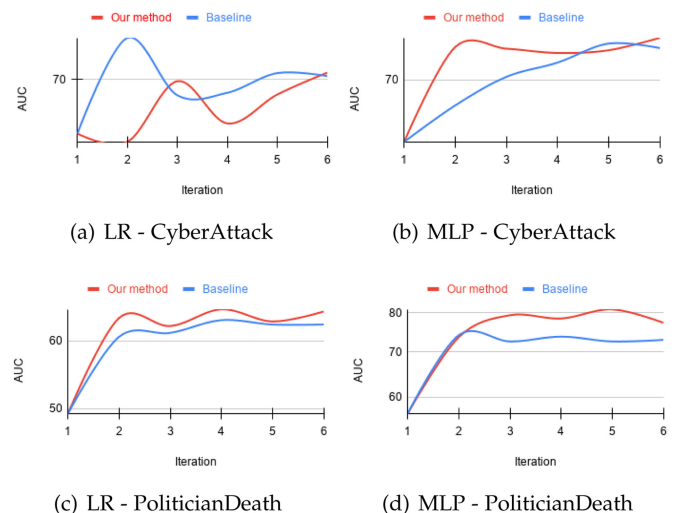 Our method Baseline
AUC
70
1 2 3 4 5 6
Iteration
(a) LR - CyberAttack
Our method Baseline
AUC
70
1 2 3 4 5 6
Iteration
(b) MLP - CyberAttack
Our method Baseline
AUC
60
50
1 2 3 4 5 6
Iteration
(c) LR - PoliticianDeath
Our method Baseline
AUC
80
70
60
1 2 3 4 5 6
Iteration
(d) MLP - PoliticianDeath